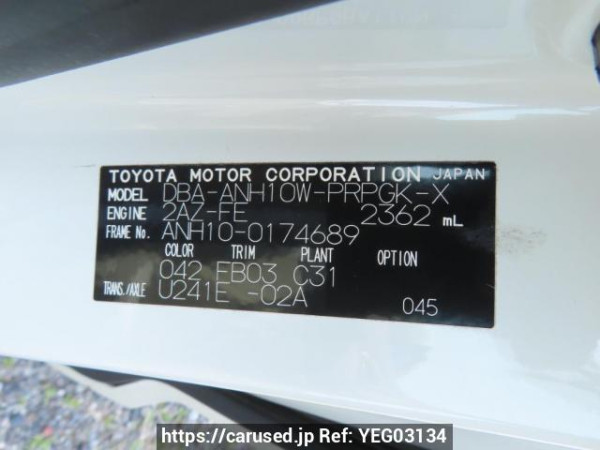 TOYOTA MOTOR CORPORATION JAPAN
MODEL DBA-ANH10W-PRPGK-X
ENGINE 2AZ-FE 2362 mL
FRAME No. ANH10-0174689
COLOR TRIM PLANT OPTION
042 FB03 C31
TRANS./AXLE U241E -02A 045
https://carused.jp Ref: YEG03134